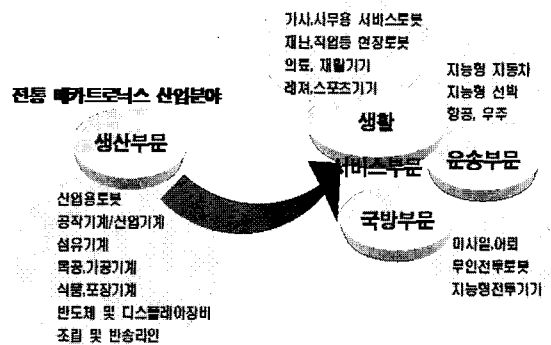 가사,사무용 서비스로봇
재난,직업등 현장로봇
의료, 재활기기
레져,스포츠기기
지능형 자동차
지능형 선박
항공, 우주
전통 메카트로닉스 산업분야
생산부문
생활
서비스부문
운송부문
국방부문
산업용로봇
공작기계/산업기계
섬유기계
목공,가공기계
식품,포장기계
반도체 및 디스플레이장비
조립 및 반송라인
미사일,어뢰
무인전투로봇
지능형전투기기